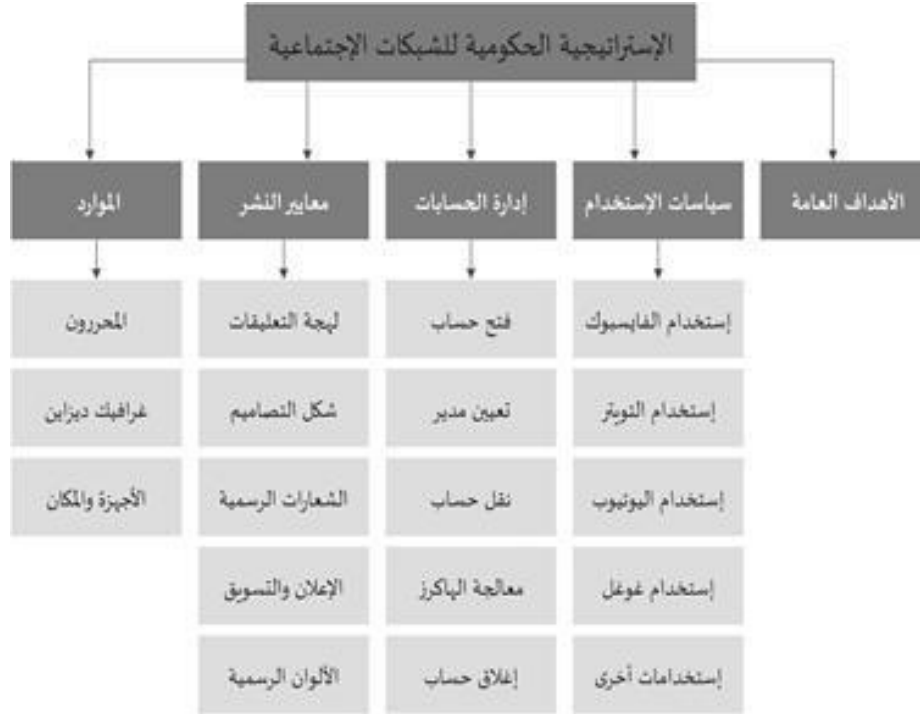 الإستراتيجية الحكومية للشبكات الإجتماعية
الأهداف العامة
سياسات الإستخدام
إستخدام الفايسبوك
إستخدام التويتر
إستخدام اليوتيوب
إستخدام غوغل
إستخدامات أخرى
إدارة الحسابات
فتح حساب
تعيين مدير
نقل حساب
معالجة الهاكرز
إغلاق حساب
معايير النشر
لهجة التعليقات
شكل التصاميم
الشعارات الرسمية
الإعلان والتسويق
الألوان الرسمية
الموارد
المحررون
غرافيك ديزاين
الأجهزة والمكان